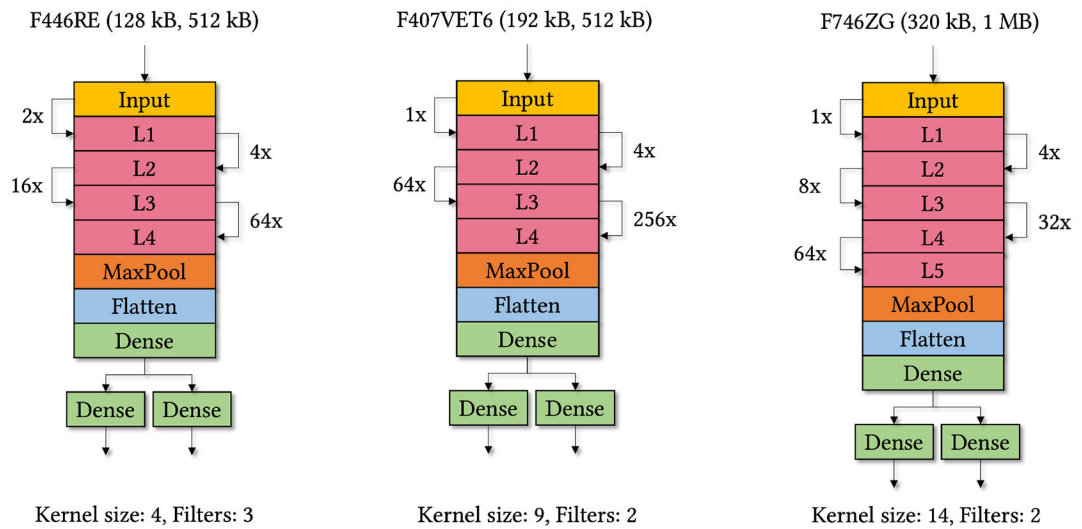 F446RE (128 kB, 512 kB)
Input
2x
L1
4x
L2
16x
L3
64x
L4
MaxPool
Flatten
Dense
Dense
Dense
Kernel size: 4, Filters: 3
F407VET6 (192 kB, 512 kB)
Input
1x
L1
4x
L2
64x
L3
256x
L4
MaxPool
Flatten
Dense
Dense
Dense
Kernel size: 9, Filters: 2
F746ZG (320 kB, 1 MB)
Input
1x
L1
4x
L2
8x
L3
32x
L4
64x
L5
MaxPool
Flatten
Dense
Dense
Dense
Kernel size: 14, Filters: 2